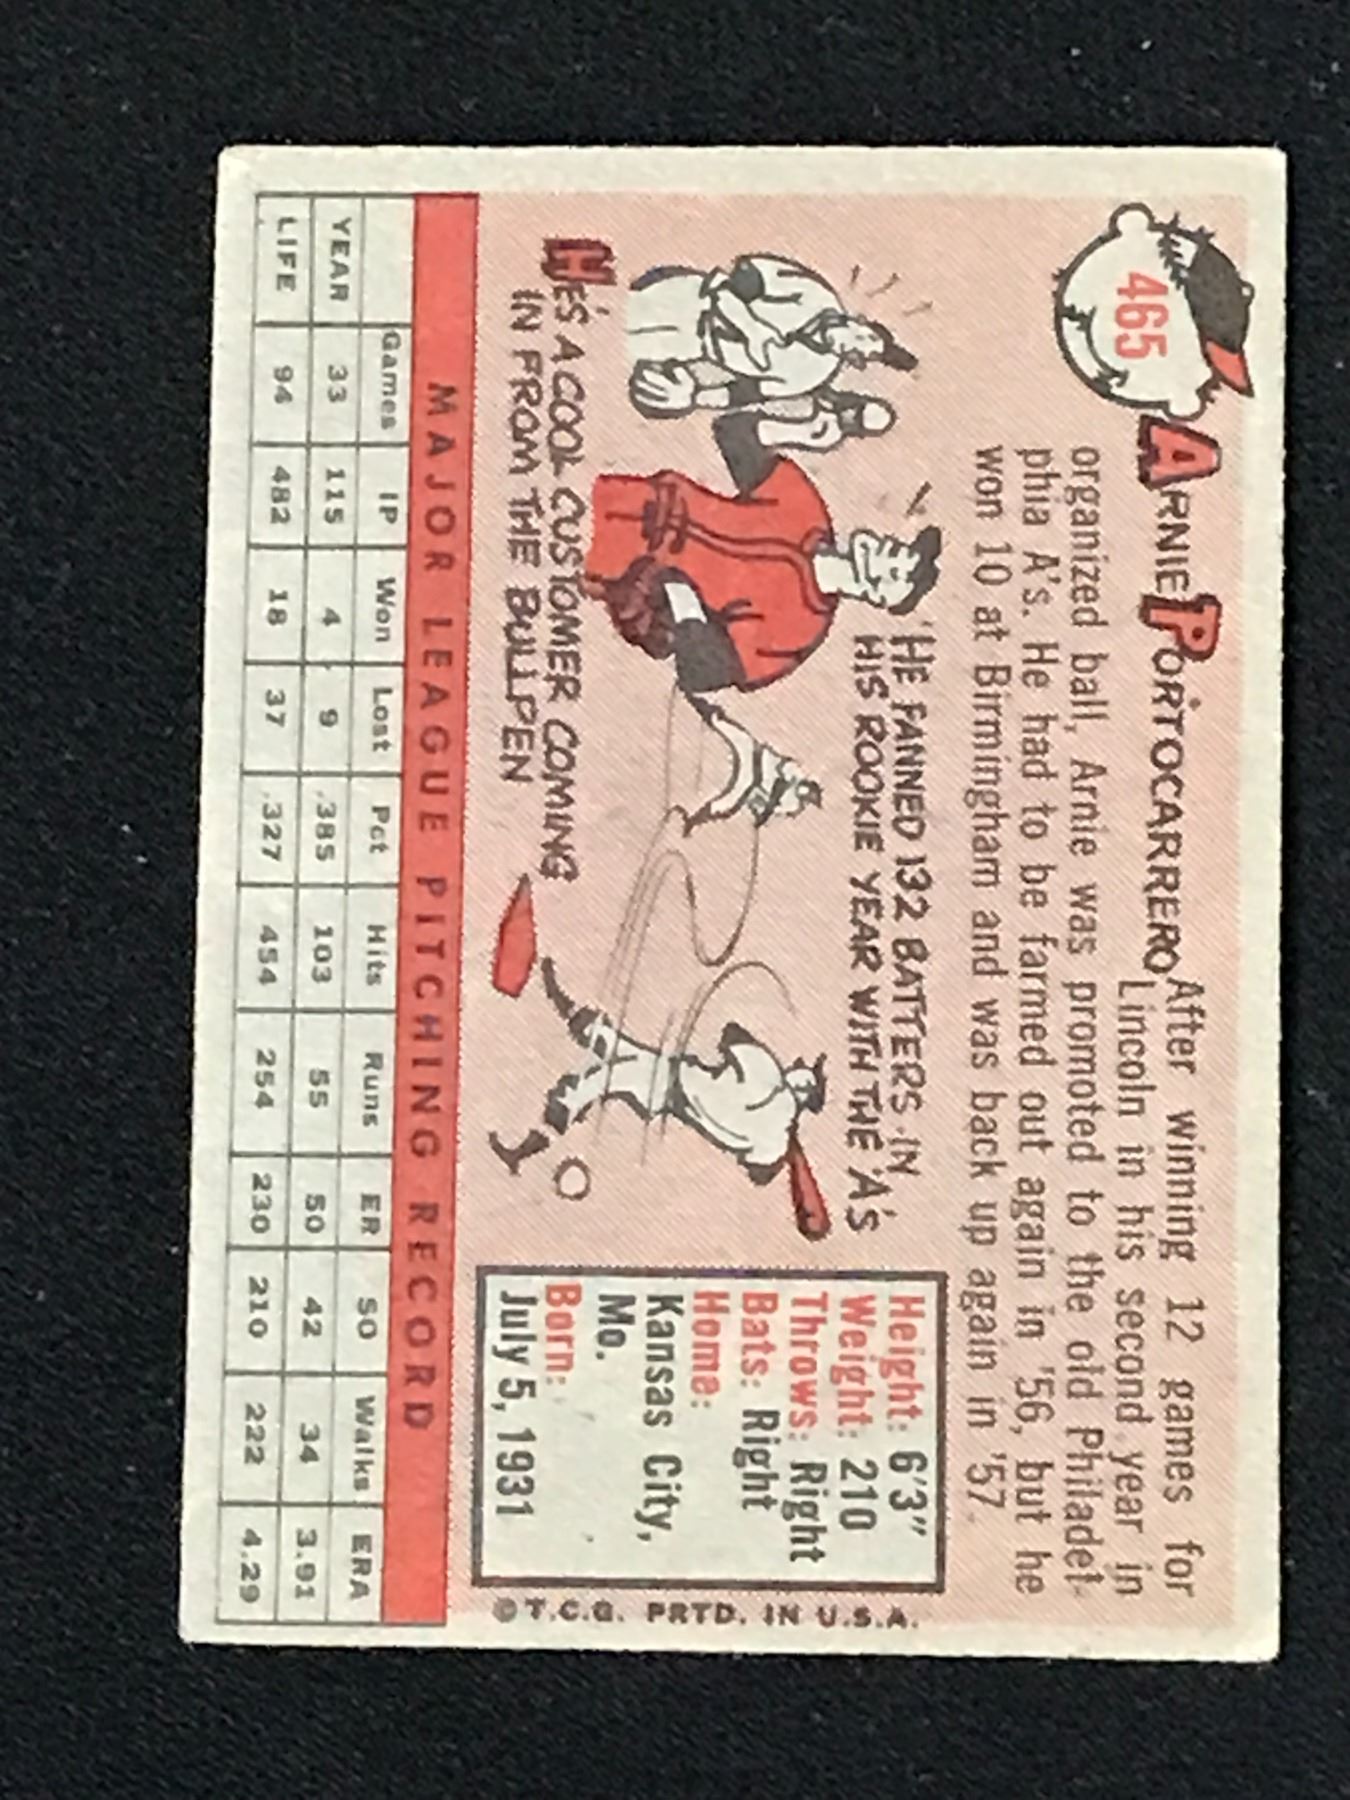 465
ARNIE PORTOCARRERO
After winning 12 games for
Lincoln in his second year in
organized ball, Arnie was promoted to the old Philadel-
phia A's. He had to be farmed out again in '56, but he
won 10 at Birmingham and was back up again in '57.
HE FANNED 132 BATTERS IN
HIS ROOKIE YEAR WITH THE 'A'S
HE'S A COOL CUSTOMER COMING
IN FROM THE BULLPEN
Height: 6'3"
Weight: 210
Throws: Right
Bats: Right
Home:
Kansas City,
Mo.
Born:
July 5, 1931
©T.C.G. PRTD. IN U.S.A.
MAJOR LEAGUE PITCHING RECORD
Games IP Won Lost Pct Hits Runs ER SO Walks ERA
YEAR 33 115 4 9 .385 103 55 50 42 34 3.91
LIFE 94 482 18 37 .327 454 254 230 210 222 4.29